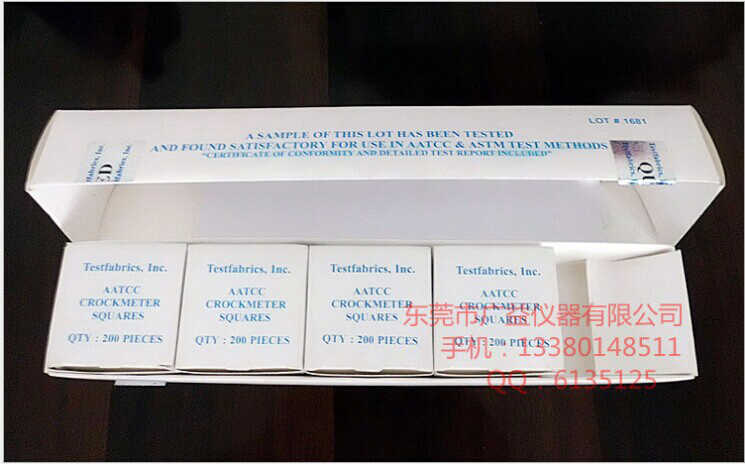 LOT # 1681
A SAMPLE OF THIS LOT HAS BEEN TESTED
AND FOUND SATISFACTORY FOR USE IN AATCC & ASTM TEST METHODS
"CERTIFICATE OF CONFORMITY AND DETAILED TEST REPORT INCLUDED"
Testfabrics, Inc.
AATCC
CROCKMETER
SQUARES
QTY : 200 PIECES
Testfabrics, Inc.
AATCC
CROCKMETER
SQUARES
QTY : 200 PIECES
Testfabrics, Inc.
AATCC
CROCKMETER
SQUARES
QTY : 200 PIECES
Testfabrics, Inc.
AATCC
CROCKMETER
SQUARES
QTY : 200 PIECES
东莞市广益仪器有限公司
手机：13380148511
QQ：6135125